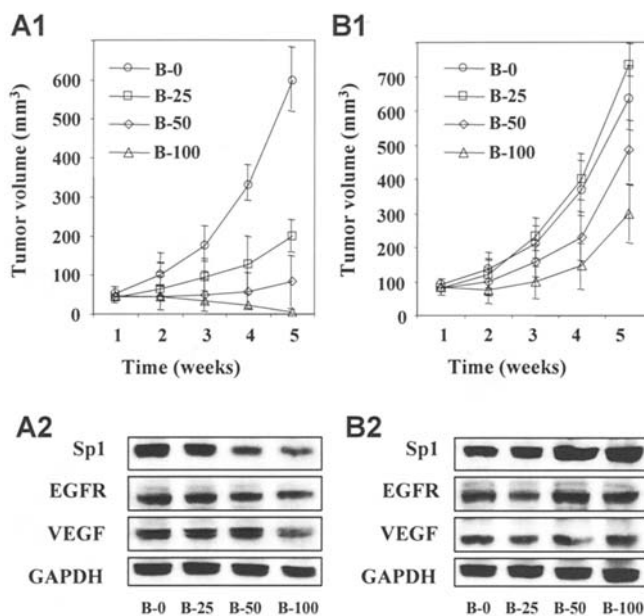 A1
Tumor volume (mm³)
600
500
400
300
200
100
0
1 2 3 4 5
Time (weeks)
B-0
B-25
B-50
B-100
B1
Tumor volume (mm³)
700
600
500
400
300
200
100
0
1 2 3 4 5
Time (weeks)
B-0
B-25
B-50
B-100
A2
Sp1
EGFR
VEGF
GAPDH
B-0 B-25 B-50 B-100
B2
Sp1
EGFR
VEGF
GAPDH
B-0 B-25 B-50 B-100